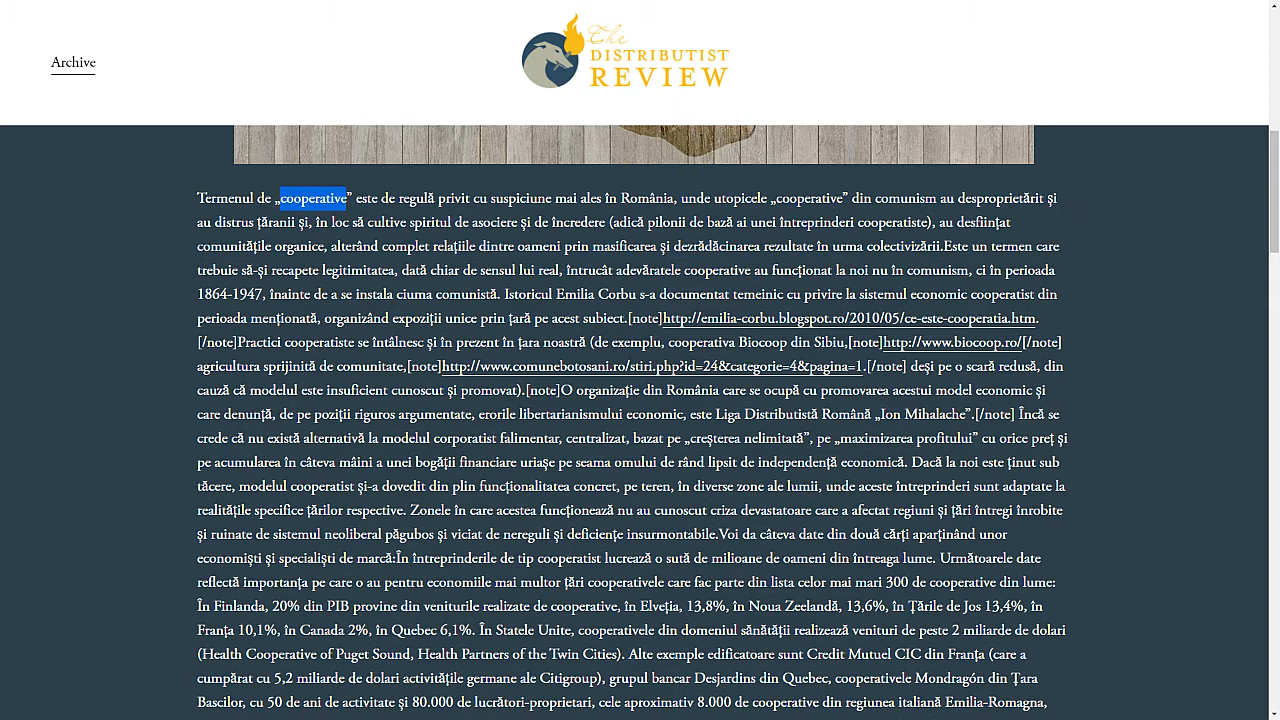 Archive
The
DISTRIBUTIST
REVIEW
Termenul de „cooperative” este de regulă privit cu suspiciune mai ales în România, unde utopicele „cooperative” din comunism au desproprietărit și
au distrus țăranii și, în loc să cultive spiritul de asociere și de încredere (adică pilonii de bază ai unei întreprinderi cooperatiste), au desființat
comunitățile organice, alterând complet relațiile dintre oameni prin masificarea și dezrădăcinarea rezultate în urma colectivizării.Este un termen care
trebuie să-și recapete legitimitatea, dată chiar de sensul lui real, întrucât adevăratele cooperative au funcționat la noi nu în comunism, ci în perioada
1864-1947, înainte de a se instala ciuma comunistă. Istoricul Emilia Corbu s-a documentat temeinic cu privire la sistemul economic cooperatist din
perioada menționată, organizând expoziții unice prin țară pe acest subiect.[note]http://emilia-corbu.blogspot.ro/2010/05/ce-este-cooperatia.htm.
[/note]Practici cooperatiste se întâlnesc și în prezent în țara noastră (de exemplu, cooperativa Biocoop din Sibiu,[note]http://www.biocoop.ro/[/note]
agricultura sprijinită de comunitate,[note]http://www.comunebotosani.ro/stiri.php?id=24&categorie=4&pagina=1.[/note] deși pe o scară redusă, din
cauză că modelul este insuficient cunoscut și promovat).[note]O organizație din România care se ocupă cu promovarea acestui model economic și
care denunță, de pe poziții riguros argumentate, erorile libertarianismului economic, este Liga Distributistă Română „Ion Mihalache”.[/note] Încă se
crede că nu există alternativă la modelul corporatist falimentar, centralizat, bazat pe „creșterea nelimitată”, pe „maximizarea profitului” cu orice preț și
pe acumularea în câteva mâini a unei bogății financiare uriașe pe seama omului de rând lipsit de independență economică. Dacă la noi este ținut sub
tăcere, modelul cooperatist și-a dovedit din plin funcționalitatea concret, pe teren, în diverse zone ale lumii, unde aceste întreprinderi sunt adaptate la
realitățile specifice țărilor respective. Zonele în care acestea funcționează nu au cunoscut criza devastatoare care a afectat regiuni și țări întregi înrobite
și ruinate de sistemul neoliberal păgubos și viciat de nereguli și deficiențe insurmontabile.Voi da câteva date din două cărți aparținând unor
economiști și specialiști de marcă:În întreprinderile de tip cooperatist lucrează o sută de milioane de oameni din întreaga lume. Următoarele date
reflectă importanța pe care o au pentru economiile mai multor țări cooperativele care fac parte din lista celor mai mari 300 de cooperative din lume:
În Finlanda, 20% din PIB provine din veniturile realizate de cooperative, în Elveția, 13,8%, în Noua Zeelandă, 13,6%, în Țările de Jos 13,4%, în
Franța 10,1%, în Canada 2%, în Quebec 6,1%. În Statele Unite, cooperativele din domeniul sănătății realizează venituri de peste 2 miliarde de dolari
(Health Cooperative of Puget Sound, Health Partners of the Twin Cities). Alte exemple edificatoare sunt Credit Mutuel CIC din Franța (care a
cumpărat cu 5,2 miliarde de dolari activitățile germane ale Citigroup), grupul bancar Desjardins din Quebec, cooperativele Mondragón din Țara
Bascilor, cu 50 de ani de activitate și 80.000 de lucrători-proprietari, cele aproximativ 8.000 de cooperative din regiunea italiană Emilia-Romagna,